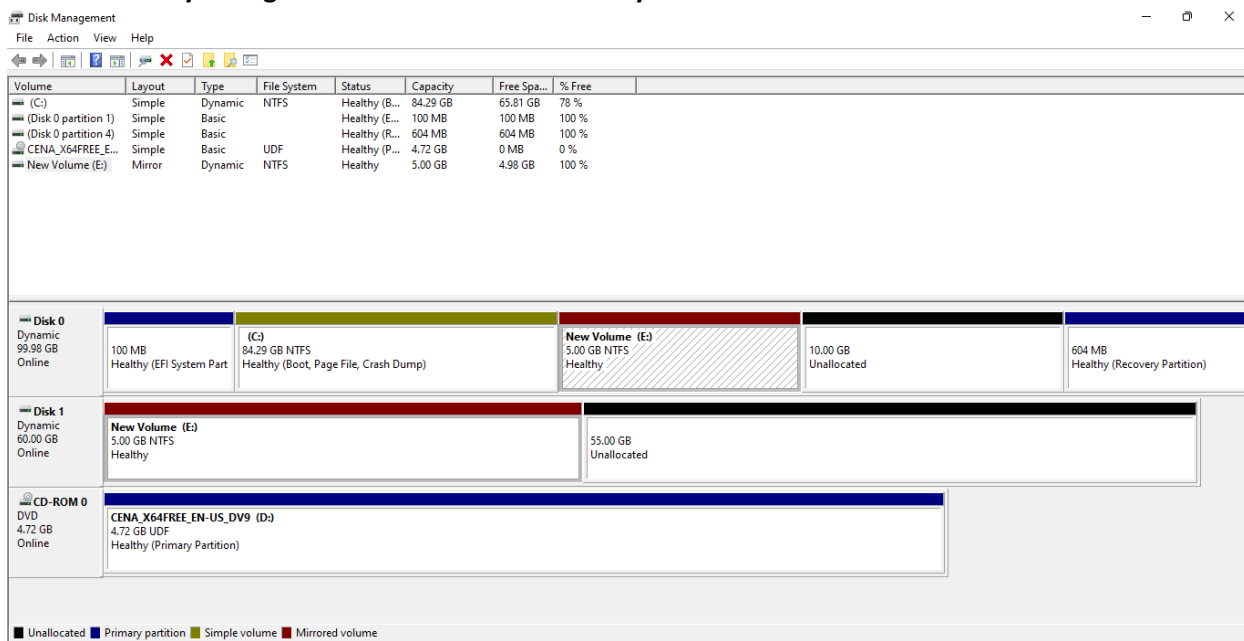 Disk Management
File Action View Help
Volume Layout Type File System Status Capacity Free Spa... % Free
(C:) Simple Dynamic NTFS Healthy (B... 84.29 GB 65.81 GB 78 %
(Disk 0 partition 1) Simple Basic Healthy (E... 100 MB 100 MB 100 %
(Disk 0 partition 4) Simple Basic Healthy (R... 604 MB 604 MB 100 %
CENA_X64FREE_E... Simple Basic UDF Healthy (P... 4.72 GB 0 MB 0 %
New Volume (E:) Mirror Dynamic NTFS Healthy 5.00 GB 4.98 GB 100 %
Disk 0
Dynamic
99.98 GB
Online
100 MB
Healthy (EFI System Part
(C:)
84.29 GB NTFS
Healthy (Boot, Page File, Crash Dump)
New Volume (E:)
5.00 GB NTFS
Healthy
10.00 GB
Unallocated
604 MB
Healthy (Recovery Partition)
Disk 1
Dynamic
60.00 GB
Online
New Volume (E:)
5.00 GB NTFS
Healthy
55.00 GB
Unallocated
CD-ROM 0
DVD
4.72 GB
Online
CENA_X64FREE_EN-US_DV9 (D:)
4.72 GB UDF
Healthy (Primary Partition)
Unallocated Primary partition Simple volume Mirrored volume